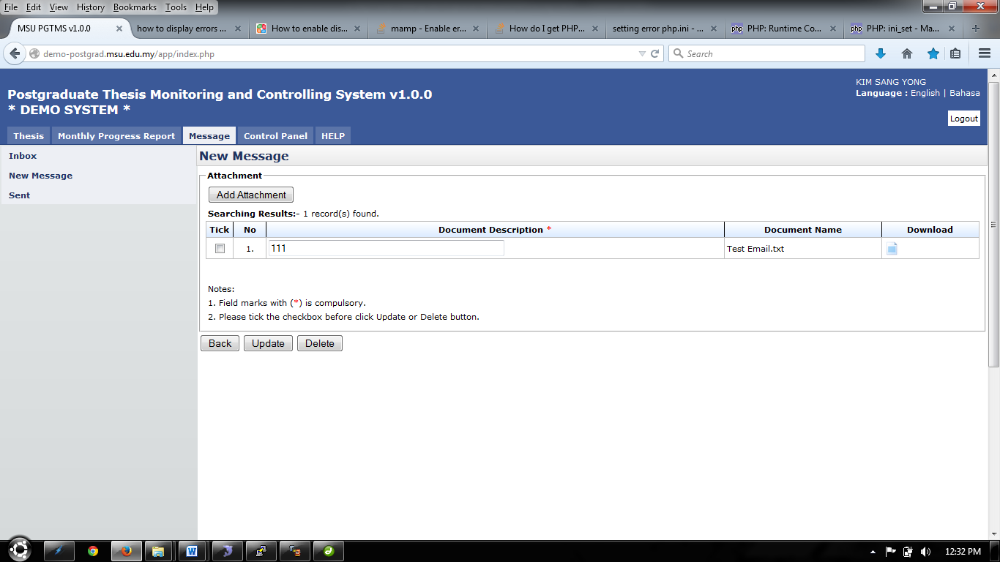 File Edit View History Bookmarks Tools Help
MSU PGTMS v1.0.0
how to display errors ...
How to enable dis...
mamp - Enable er...
How do I get PHP...
setting error php.ini - ...
php PHP: Runtime Co...
php PHP: ini_set - Ma...
demo-postgrad.msu.edu.my/app/index.php
Search
KIM SANG YONG
Language : English | Bahasa
Postgraduate Thesis Monitoring and Controlling System v1.0.0
* DEMO SYSTEM *
Logout
Thesis Monthly Progress Report Message Control Panel HELP
Inbox
New Message
Sent
New Message
Attachment
Add Attachment
Searching Results:- 1 record(s) found.
Tick No Document Description * Document Name Download
1. 111 Test Email.txt
Notes:
1. Field marks with (*) is compulsory.
2. Please tick the checkbox before click Update or Delete button.
Back Update Delete
12:32 PM